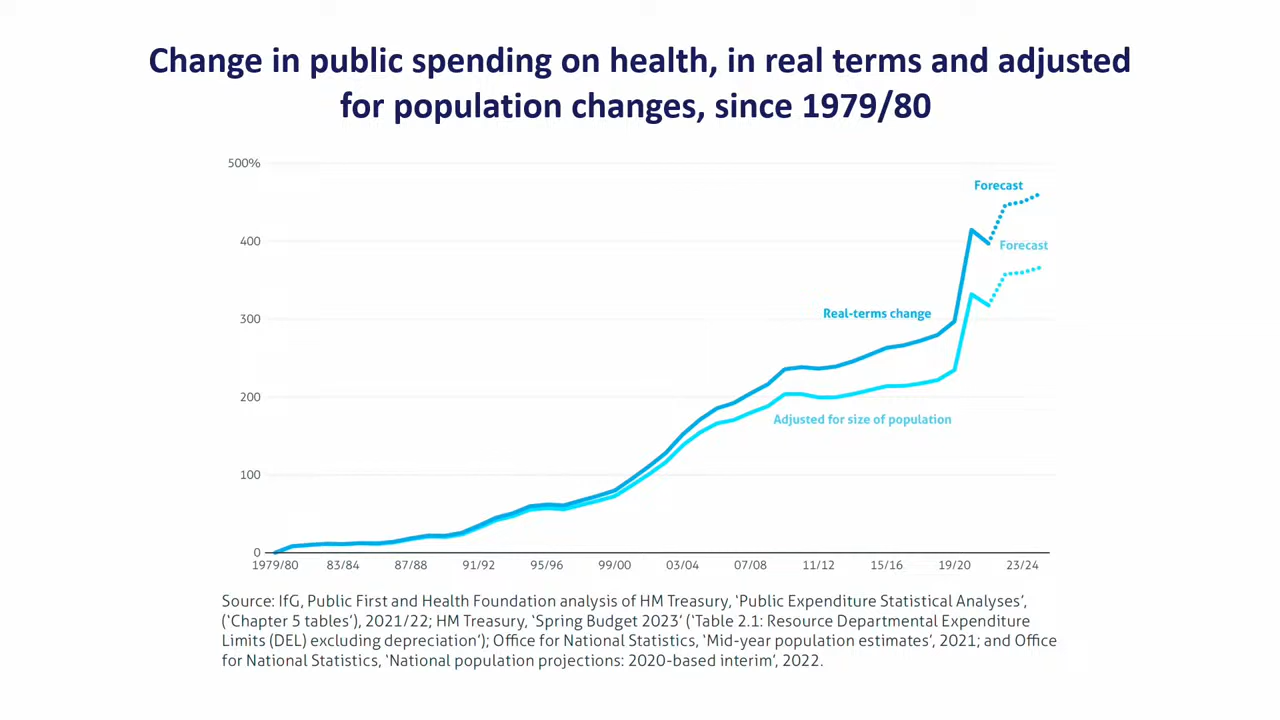 Change in public spending on health, in real terms and adjusted
for population changes, since 1979/80
500%
Forecast
400
Forecast
300
Real-terms change
200
Adjusted for size of population
100
0
1979/80 83/84 87/88 91/92 95/96 99/00 03/04 07/08 11/12 15/16 19/20 23/24
Source: IfG, Public First and Health Foundation analysis of HM Treasury, ‘Public Expenditure Statistical Analyses’,
(‘Chapter 5 tables’), 2021/22; HM Treasury, ‘Spring Budget 2023’ (‘Table 2.1: Resource Departmental Expenditure
Limits (DEL) excluding depreciation’); Office for National Statistics, ‘Mid-year population estimates’, 2021; and Office
for National Statistics, ‘National population projections: 2020-based interim’, 2022.